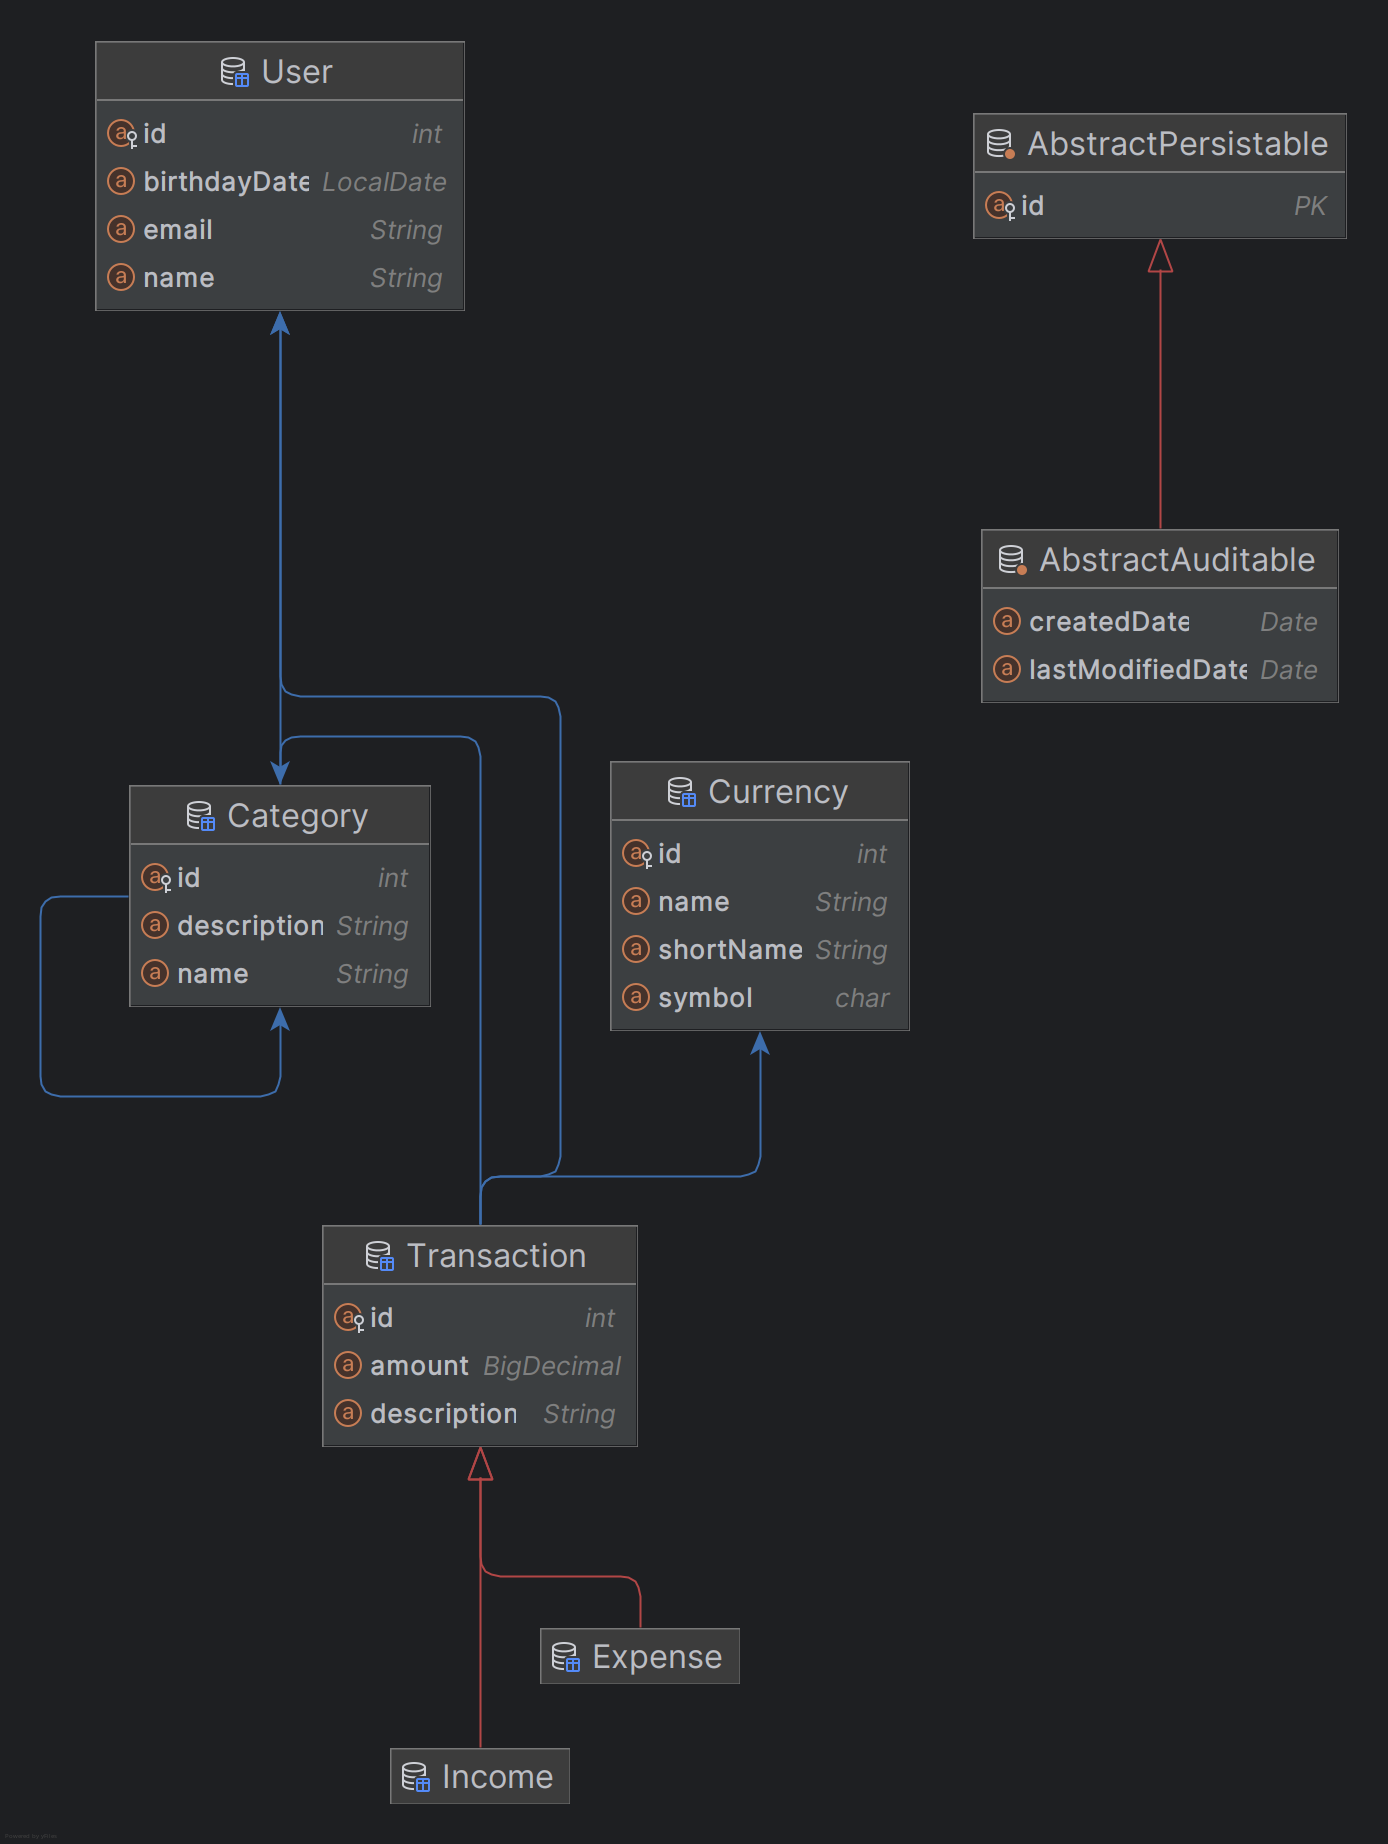 User
id int
birthdayDate LocalDate
email String
name String
AbstractPersistable
id PK
AbstractAuditable
createdDate Date
lastModifiedDate Date
Category
id int
description String
name String
Currency
id int
name String
shortName String
symbol char
Transaction
id int
amount BigDecimal
description String
Expense
Income